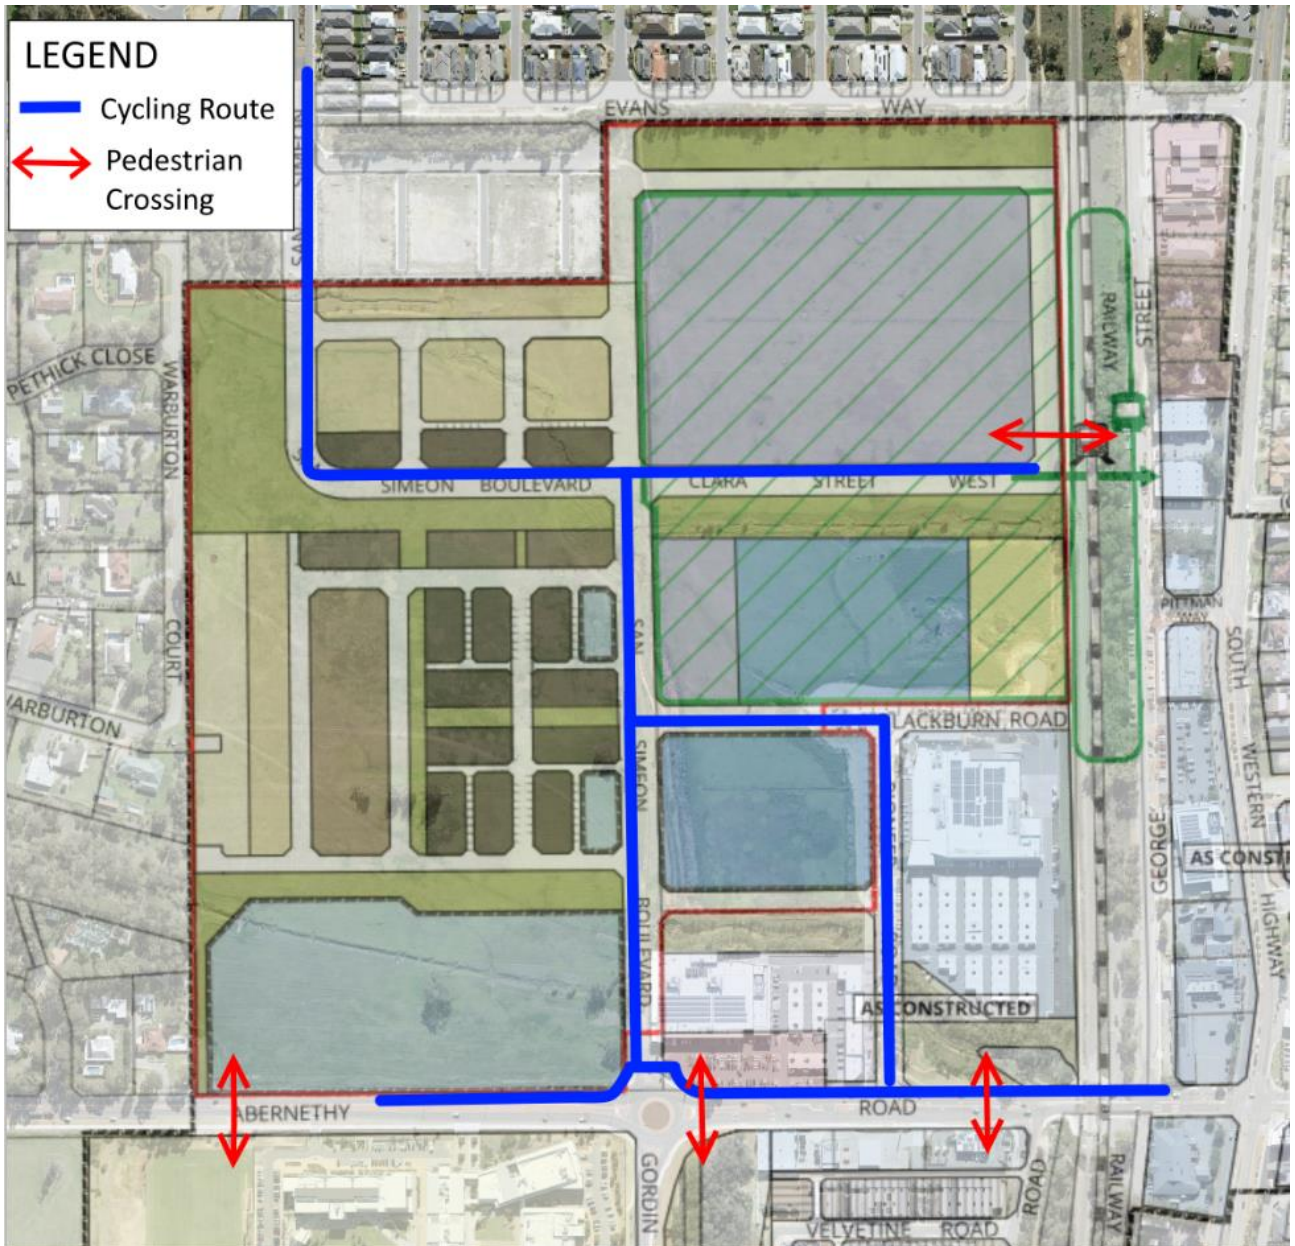 LEGEND
Cycling Route
Pedestrian
Crossing
EVANS WAY
SAN SIMEON
PETHICK CLOSE
WARBURTON
COURT
RAILWAY
STREET
SIMEON BOULEVARD
CLARA STREET WEST
PITTMAN
WAY
SOUTH
WESTERN
HIGHWAY
AL
WARBURTON
SAN
SIMEON
BOULEVARD
LACKBURN ROAD
GEORGE
AS CONST
AS CONSTRUCTED
ABERNETHY ROAD
GORDIN
ROAD
RAILWAY
VELVETINE ROAD